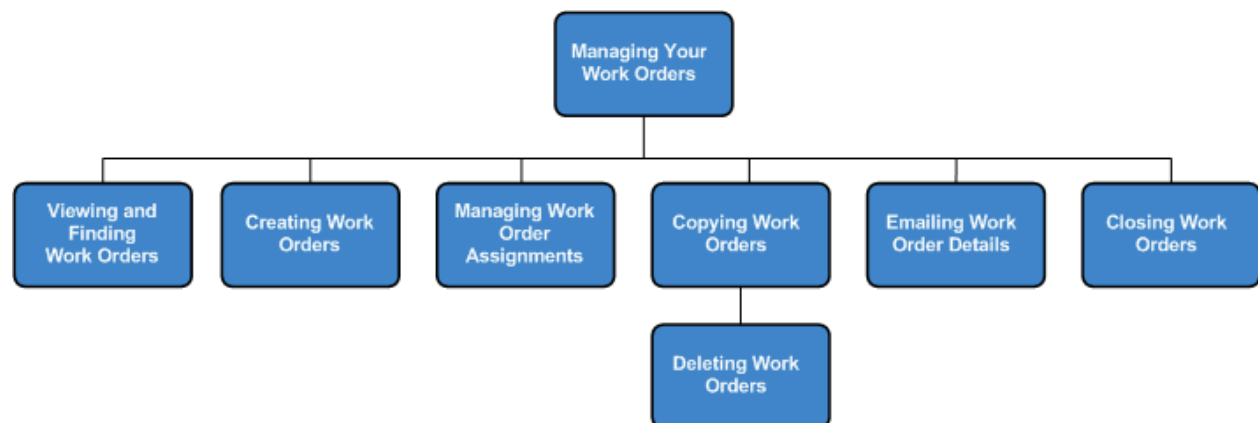 Managing Your
Work Orders
Viewing and
Finding
Work Orders
Creating Work
Orders
Managing Work
Order
Assignments
Copying Work
Orders
Emailing Work
Order Details
Closing Work
Orders
Deleting Work
Orders